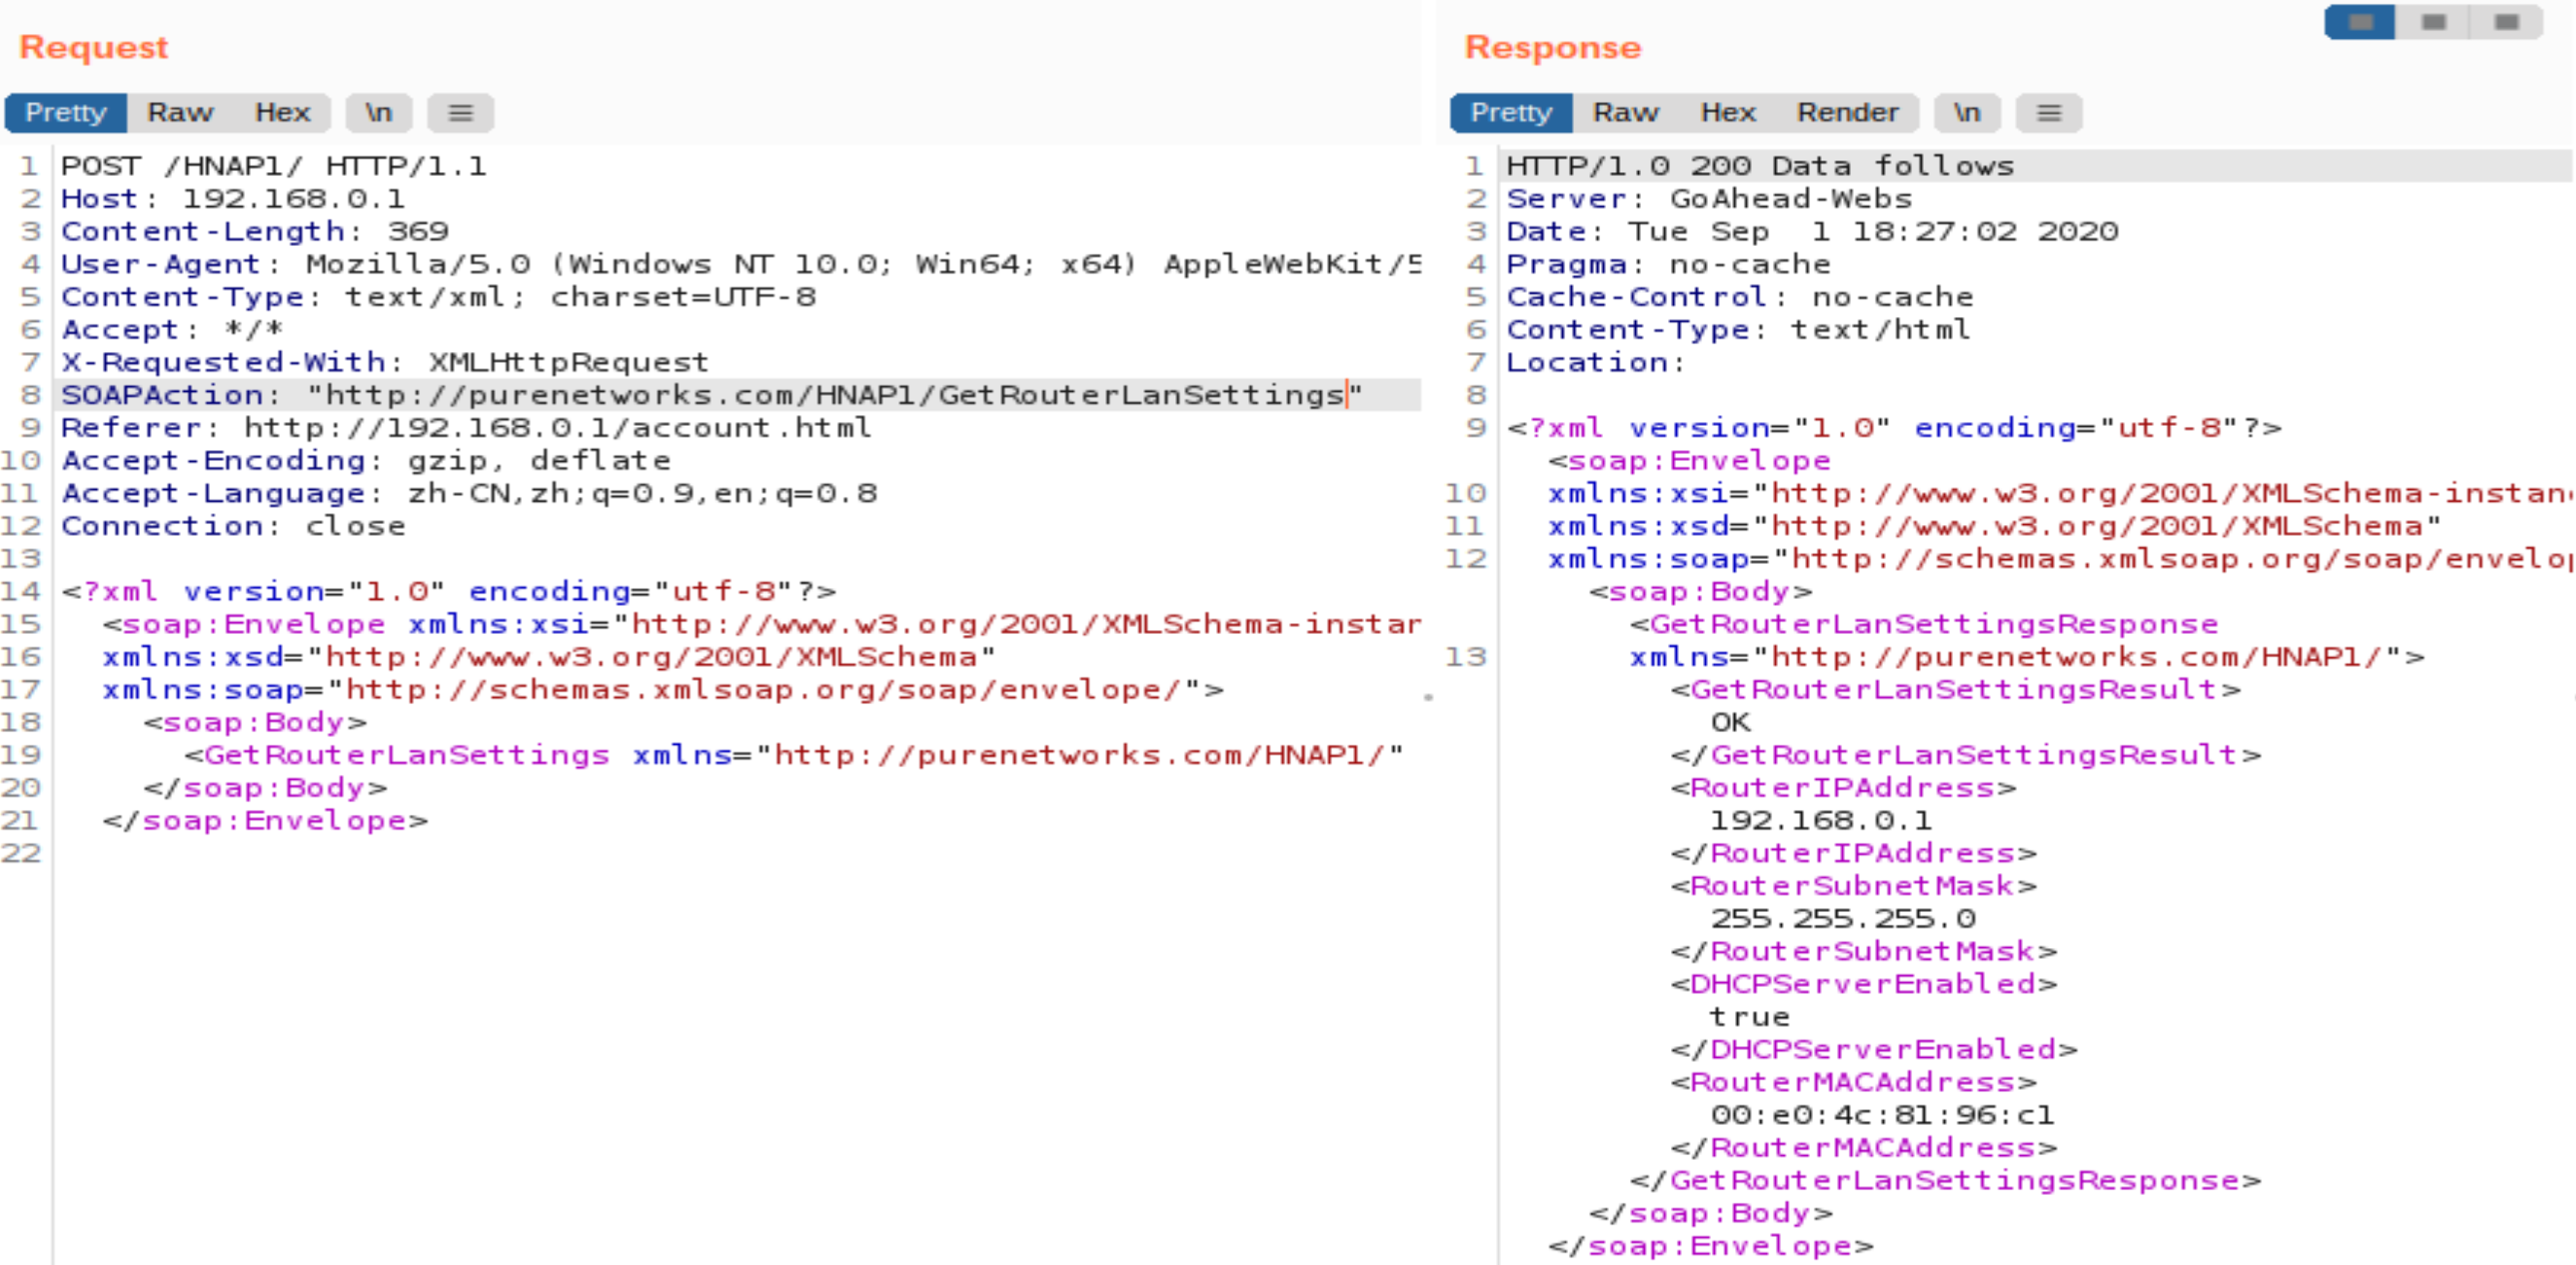 Request
Pretty Raw Hex \n ≡
1 POST /HNAP1/ HTTP/1.1
2 Host: 192.168.0.1
3 Content-Length: 369
4 User-Agent: Mozilla/5.0 (Windows NT 10.0; Win64; x64) AppleWebKit/5
5 Content-Type: text/xml; charset=UTF-8
6 Accept: */*
7 X-Requested-With: XMLHttpRequest
8 SOAPAction: "http://purenetworks.com/HNAP1/GetRouterLanSettings"
9 Referer: http://192.168.0.1/account.html
10 Accept-Encoding: gzip, deflate
11 Accept-Language: zh-CN,zh;q=0.9,en;q=0.8
12 Connection: close
13
14 <?xml version="1.0" encoding="utf-8"?>
15 <soap:Envelope xmlns:xsi="http://www.w3.org/2001/XMLSchema-instan
16 xmlns:xsd="http://www.w3.org/2001/XMLSchema"
17 xmlns:soap="http://schemas.xmlsoap.org/soap/envelope/">
18 <soap:Body>
19 <GetRouterLanSettings xmlns="http://purenetworks.com/HNAP1/"
20 </soap:Body>
21 </soap:Envelope>
22
Response
Pretty Raw Hex Render \n ≡
1 HTTP/1.0 200 Data follows
2 Server: GoAhead-Webs
3 Date: Tue Sep  1 18:27:02 2020
4 Pragma: no-cache
5 Cache-Control: no-cache
6 Content-Type: text/html
7 Location:
8
9 <?xml version="1.0" encoding="utf-8"?>
<soap:Envelope
10 xmlns:xsi="http://www.w3.org/2001/XMLSchema-instanc
11 xmlns:xsd="http://www.w3.org/2001/XMLSchema"
12 xmlns:soap="http://schemas.xmlsoap.org/soap/envelop
<soap:Body>
<GetRouterLanSettingsResponse
13 xmlns="http://purenetworks.com/HNAP1/">
<GetRouterLanSettingsResult>
OK
</GetRouterLanSettingsResult>
<RouterIPAddress>
192.168.0.1
</RouterIPAddress>
<RouterSubnetMask>
255.255.255.0
</RouterSubnetMask>
<DHCPServerEnabled>
true
</DHCPServerEnabled>
<RouterMACAddress>
00:e0:4c:81:96:c1
</RouterMACAddress>
</GetRouterLanSettingsResponse>
</soap:Body>
</soap:Envelope>